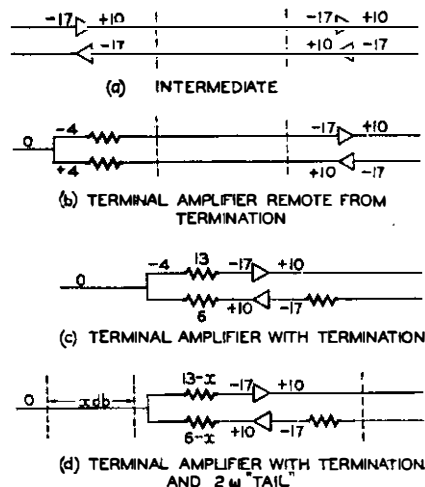 -17 +10 -17 +10
-17 +10 -17
(a) INTERMEDIATE
0 -4 -17 +10
+4 +10 -17
(b) TERMINAL AMPLIFIER REMOTE FROM
TERMINATION
0 -4 13 -17 +10
6 +10 -17
(c) TERMINAL AMPLIFIER WITH TERMINATION
0 x db 13-x -17 +10
6-x +10 -17
(d) TERMINAL AMPLIFIER WITH TERMINATION
AND 2ω "TAIL"